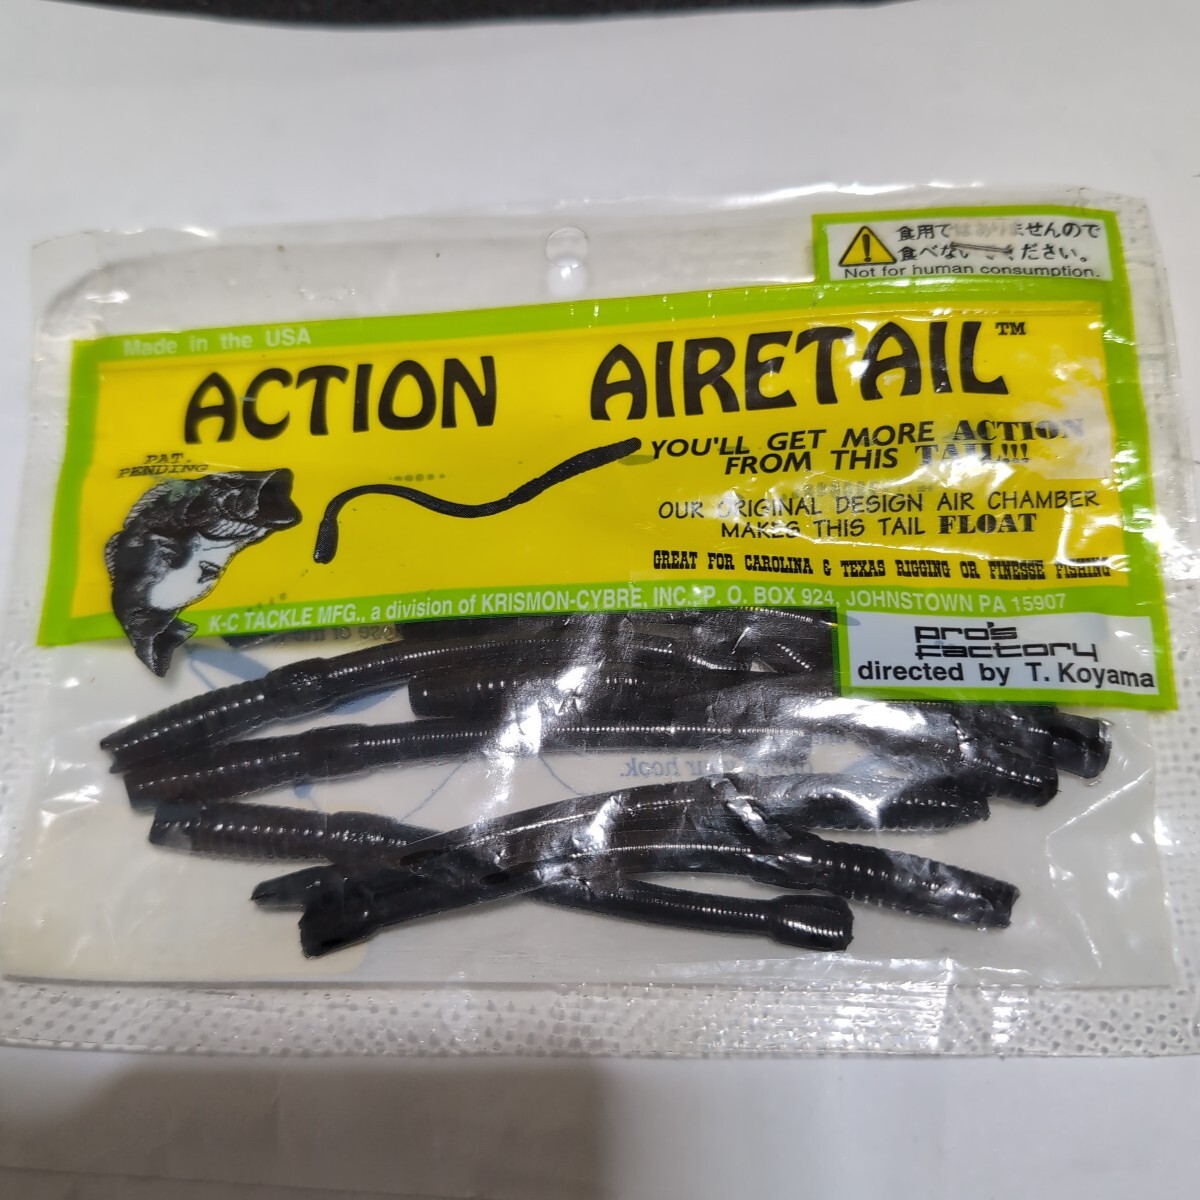 食用ではありませんので
食べな ください。
Not for human consumption.
Made in the USA
ACTION AIRETAIL™
PAT.
PENDING
YOU'LL GET MORE ACTION
FROM THIS TAIL!!!
OUR ORIGINAL DESIGN AIR CHAMBER
MAKES THIS TAIL FLOAT
GREAT FOR CAROLINA & TEXAS RIGGING OR FINESSE FISHING
K-C TACKLE MFG., a division of KRISMON-CYBRE, INC., P. O. BOX 924, JOHNSTOWN PA 15907
pro's
factory
directed by T. Koyama
your hook.